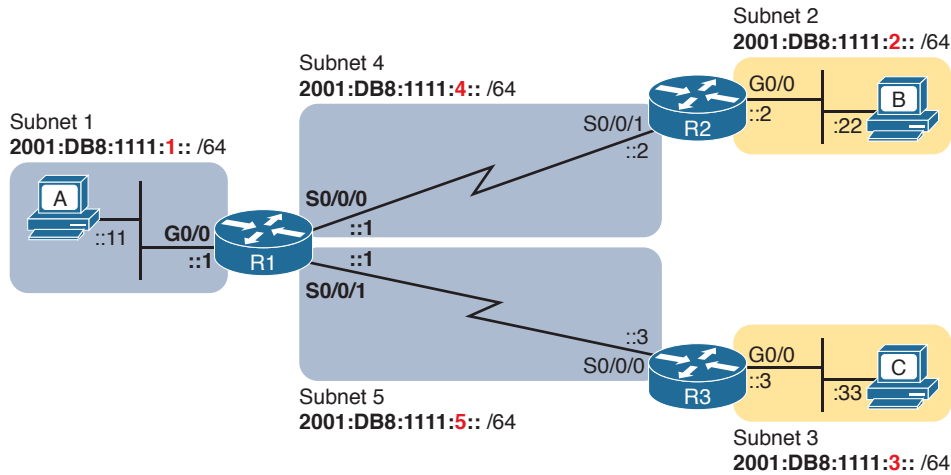 Subnet 2
2001:DB8:1111:2:: /64
Subnet 4
2001:DB8:1111:4:: /64
G0/0
B
S0/0/1
R2
::2
:22
::2
Subnet 1
2001:DB8:1111:1:: /64
A
S0/0/0
::11
G0/0
::1
::1
R1
::1
S0/0/1
::3
S0/0/0
R3
G0/0
C
::3
:33
Subnet 5
2001:DB8:1111:5:: /64
Subnet 3
2001:DB8:1111:3:: /64